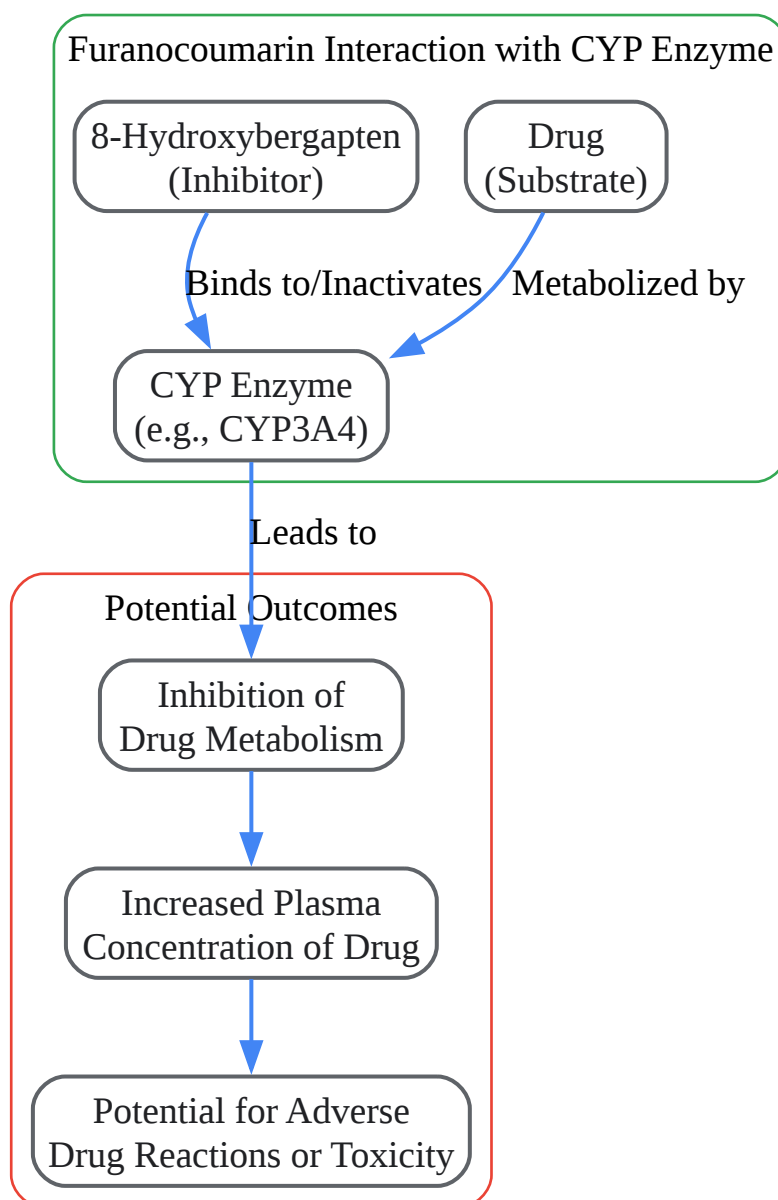 Furanocoumarin Interaction with CYP Enzyme
8-Hydroxybergapten
(Inhibitor)
Drug
(Substrate)
Binds to/Inactivates
Metabolized by
CYP Enzyme
(e.g., CYP3A4)
Leads to
Potential Outcomes
Inhibition of
Drug Metabolism
Increased Plasma
Concentration of Drug
Potential for Adverse
Drug Reactions or Toxicity